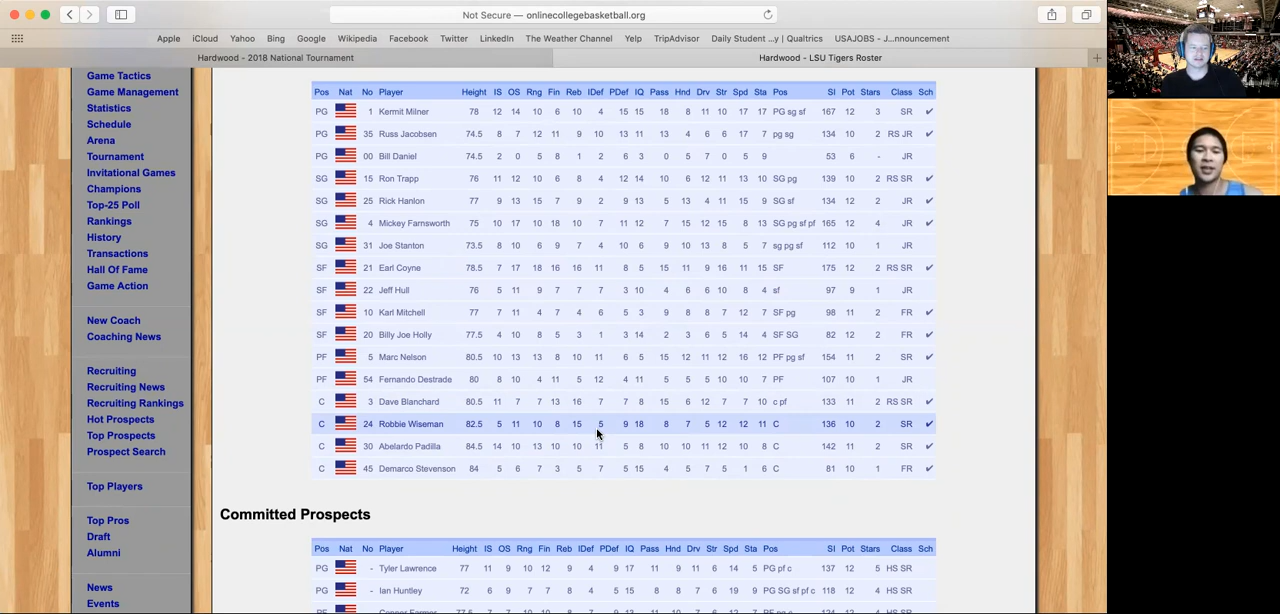 Not Secure — onlinecollegebasketball.org
Apple iCloud Yahoo Bing Google Wikipedia Facebook Twitter LinkedIn The Weather Channel Yelp TripAdvisor Daily Student ...y | Qualtrics USAJOBS - J...nnouncement
Hardwood - 2018 National Tournament Hardwood - LSU Tigers Roster
Game Tactics
Game Management
Statistics
Schedule
Arena
Tournament
Invitational Games
Champions
Top-25 Poll
Rankings
History
Transactions
Hall Of Fame
Game Action
New Coach
Coaching News
Recruiting
Recruiting News
Recruiting Rankings
Hot Prospects
Top Prospects
Prospect Search
Top Players
Top Pros
Draft
Alumni
News
Events
Pos Nat No Player Height IS OS Rng Fin Reb IDef PDef IQ Pass Hnd Drv Str Spd Sta Pos SI Pot Stars Class Sch
PG 1 Kermit Milner 78 12 14 10 6 10 4 15 15 18 8 11 10 17 17 PG sg sf 167 12 3 SR ✔
PG 35 Russ Jacobsen 74.5 8 7 12 11 9 10 13 11 13 4 6 6 17 7 pg sg 134 10 2 RS JR ✔
PG 00 Bill Daniel 74.5 2 0 5 8 1 2 6 3 0 5 7 0 5 9 53 6 - JR
SG 15 Ron Trapp 76 11 9 10 6 8 4 12 14 10 6 12 11 13 10 SG pg 139 10 2 RS SR ✔
SG 25 Rick Hanlon 77 9 13 15 7 9 2 9 13 5 13 4 11 15 9 SG sf 134 12 2 JR ✔
SG 4 Mickey Farnsworth 75 10 17 10 18 10 7 11 12 7 15 12 15 8 13 SG pg sf pf 165 12 4 JR ✔
SG 31 Joe Stanton 73.5 8 10 6 9 7 4 10 6 9 10 13 8 5 7 sg pg sf 112 10 1 JR
SF 21 Earl Coyne 78.5 7 17 18 16 16 11 8 5 15 11 9 16 11 15 SF 175 12 2 RS SR ✔
SF 22 Jeff Hull 76 5 11 9 7 7 7 3 10 4 6 6 10 8 4 sf 97 9 1 JR
SF 10 Karl Mitchell 77 7 11 4 7 4 6 5 3 9 8 8 7 12 7 SF pg 98 11 2 FR ✔
SF 20 Billy Joe Holly 77.5 4 10 8 5 3 1 3 14 2 3 6 5 14 4 SF SG 82 12 2 FR ✔
PF 5 Marc Nelson 80.5 10 8 13 8 10 11 6 5 15 12 11 12 16 12 PF pg sf 154 11 2 SR ✔
PF 54 Fernando Destrade 80 8 10 4 11 5 12 4 11 5 5 5 10 10 7 PF 107 10 1 JR
C 3 Dave Blanchard 80.5 11 7 7 13 16 7 7 8 15 6 12 7 7 10 c pf 133 11 2 RS SR ✔
C 24 Robbie Wiseman 82.5 5 11 10 8 15 5 9 18 8 7 5 12 12 11 C 136 10 2 SR ✔
C 30 Abelardo Padilla 84.5 14 10 13 10 10 11 5 8 10 10 11 12 10 8 C 142 11 2 SR ✔
C 45 Demarco Stevenson 84 5 6 7 3 5 7 5 15 4 5 7 5 1 6 C 81 10 1 FR ✔
Committed Prospects
Pos Nat No Player Height IS OS Rng Fin Reb IDef PDef IQ Pass Hnd Drv Str Spd Sta Pos SI Pot Stars Class Sch
PG - Tyler Lawrence 77 11 5 10 12 9 4 9 17 11 9 11 6 14 5 PG pf c 137 12 5 HS SR
PG - Ian Huntley 72 6 9 7 7 8 4 5 15 8 8 6 7 19 9 PG SG sf pf c 118 12 4 HS SR